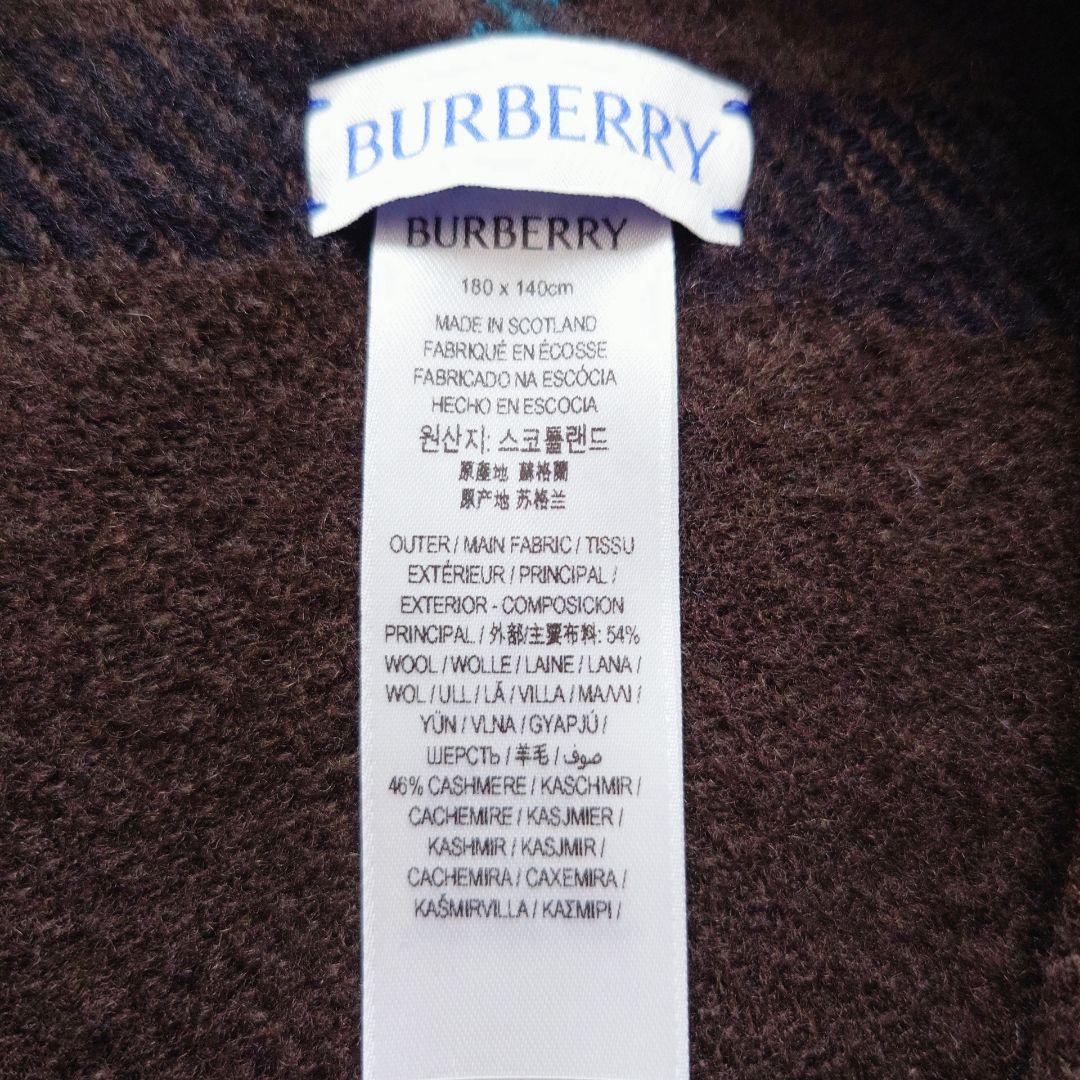 BURBERRY
BURBERRY
180 x 140cm
MADE IN SCOTLAND
FABRIQUÉ EN ÉCOSSE
FABRICADO NA ESCÓCIA
HECHO EN ESCOCIA
원산지: 스코틀랜드
原產地 蘇格蘭
原产地 苏格兰
OUTER / MAIN FABRIC / TISSU
EXTÉRIEUR / PRINCIPAL /
EXTERIOR - COMPOSICION
PRINCIPAL / 外部/主要布料: 54%
WOOL / WOLLE / LAINE / LANA /
WOL / ULL / LÃ / VILLA / ΜΑΛΛΙ /
YÜN / VLNA / GYAPJÚ /
ШЕРСТЬ / 羊毛 / صوف
46% CASHMERE / KASCHMIR /
CACHEMIRE / KASJMIER /
KASHMIR / KASJMIR /
CACHEMIRA / CAXEMIRA /
KAŠMIRVILLA / ΚΑΣΜΙΡΙ /